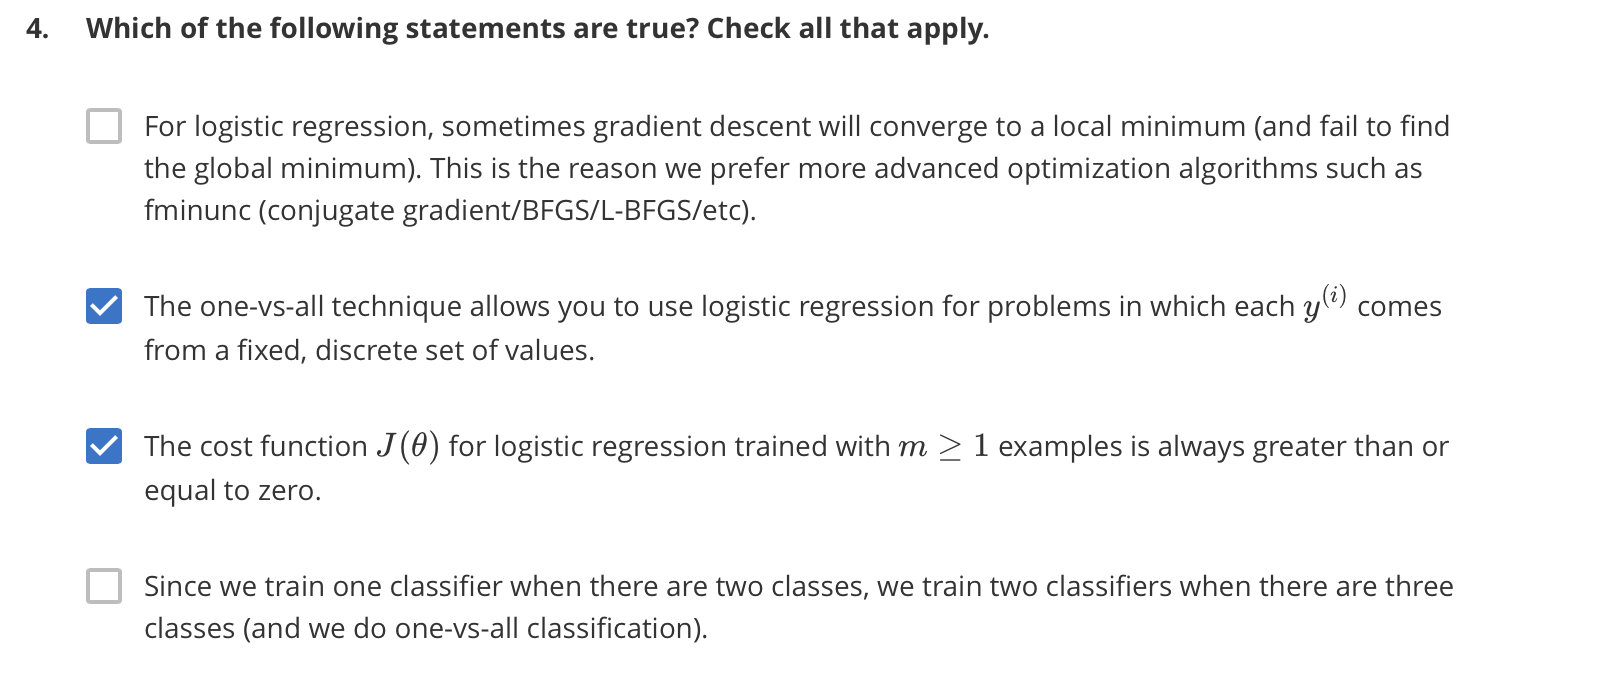 4. Which of the following statements are true? Check all that apply.
For logistic regression, sometimes gradient descent will converge to a local minimum (and fail to find
the global minimum). This is the reason we prefer more advanced optimization algorithms such as
fminunc (conjugate gradient/BFGS/L-BFGS/etc).
The one-vs-all technique allows you to use logistic regression for problems in which each y^(i) comes
from a fixed, discrete set of values.
The cost function J(θ) for logistic regression trained with m ≥ 1 examples is always greater than or
equal to zero.
Since we train one classifier when there are two classes, we train two classifiers when there are three
classes (and we do one-vs-all classification).